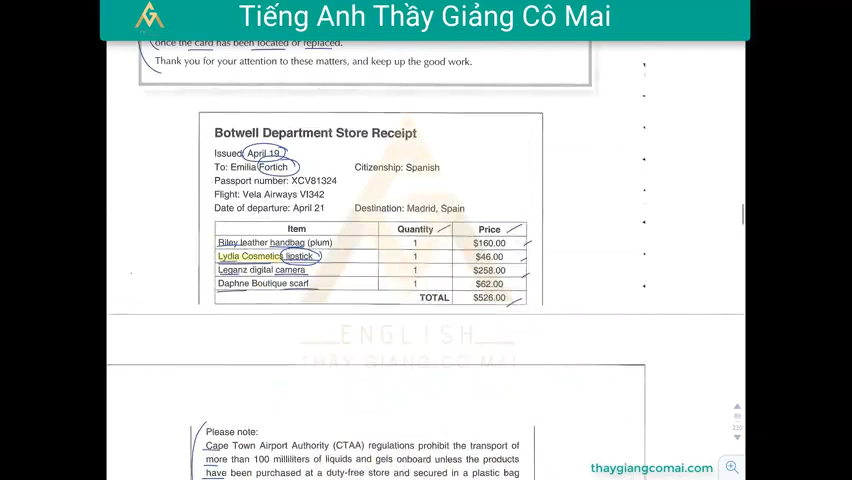 Tiếng Anh Thầy Giảng Cô Mai
once the card has been located or replaced.
Thank you for your attention to these matters, and keep up the good work.
Botwell Department Store Receipt
Issued: April 19
To: Emilia Fortich Citizenship: Spanish
Passport number: XCV81324
Flight: Vela Airways VI342
Date of departure: April 21 Destination: Madrid, Spain
Item Quantity Price
Riley leather handbag (plum) 1 $160.00
Lydia Cosmetics lipstick 1 $46.00
Leganz digital camera 1 $258.00
Daphne Boutique scarf 1 $62.00
TOTAL $526.00
ENGLISH
THẦY GIẢNG CÔ MAI
Please note:
Cape Town Airport Authority (CTAA) regulations prohibit the transport of
more than 100 milliliters of liquids and gels onboard unless the products
have been purchased at a duty-free store and secured in a plastic bag
thaygiangcomai.com